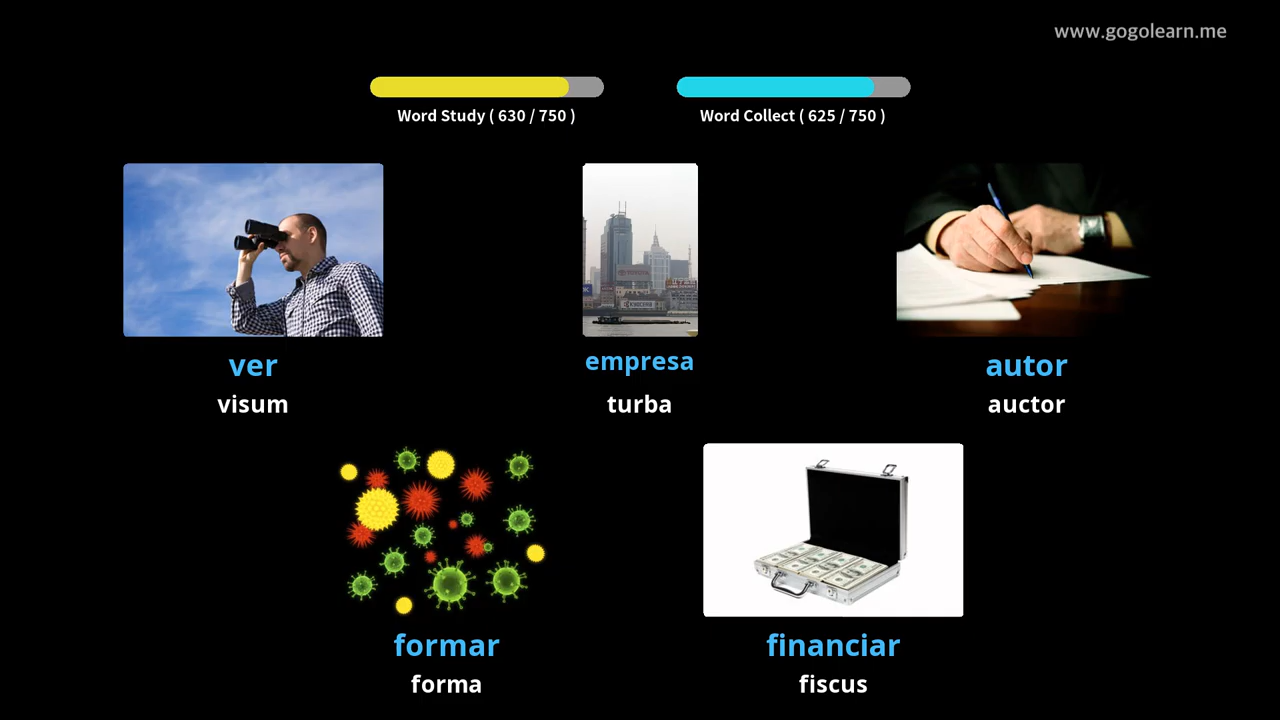 www.gogolearn.me
Word Study ( 630 / 750 )
Word Collect ( 625 / 750 )
TOYOTA
ver
empresa
autor
visum
turba
auctor
formar
financiar
forma
fiscus